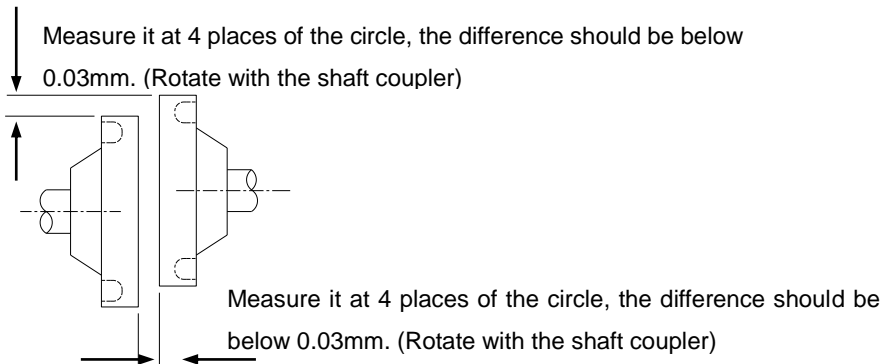 Measure it at 4 places of the circle, the difference should be below
0.03mm. (Rotate with the shaft coupler)
Measure it at 4 places of the circle, the difference should be
below 0.03mm. (Rotate with the shaft coupler)